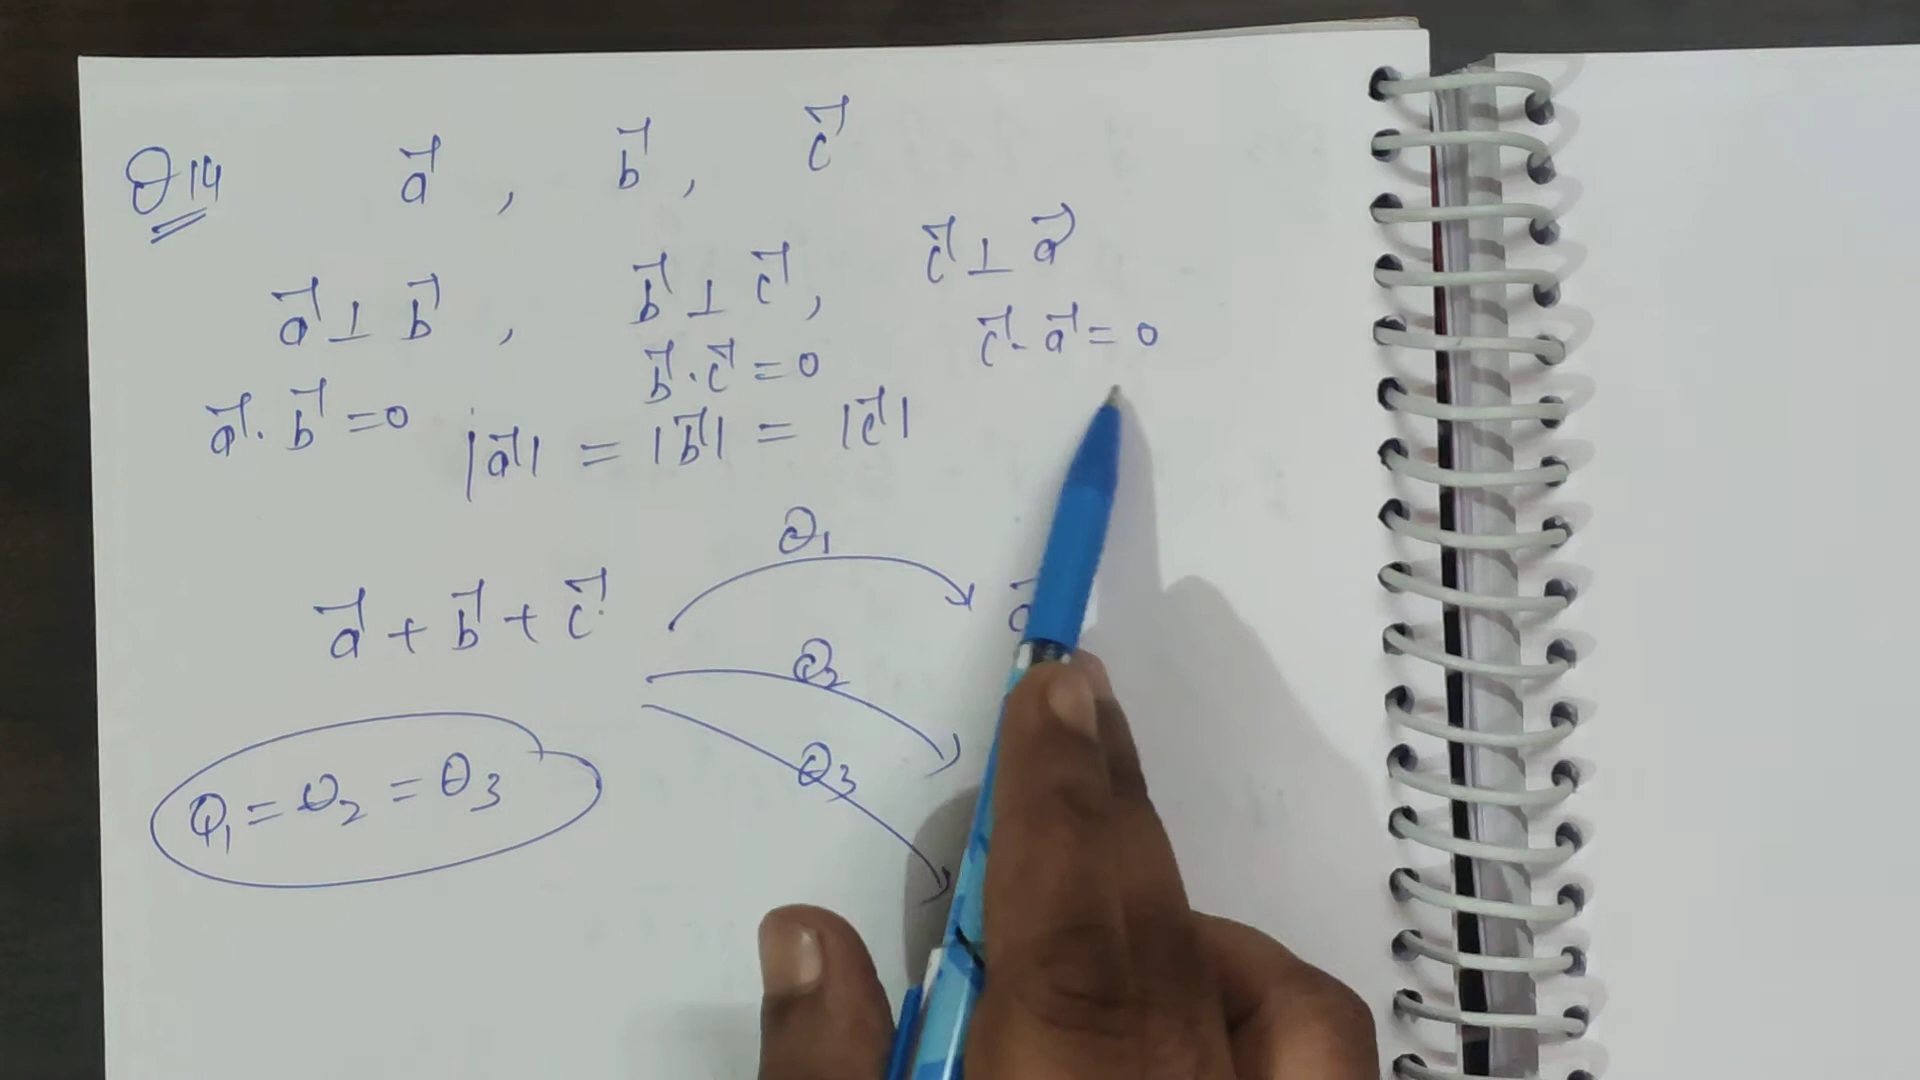 Q14 a⃗ , b⃗ , c⃗
a⃗ ⊥ b⃗ , b⃗ ⊥ c⃗ , c⃗ ⊥ a⃗
a⃗ . b⃗ = 0 b⃗ . c⃗ = 0 c⃗ . a⃗ = 0
|a⃗| = |b⃗| = |c⃗|
a⃗ + b⃗ + c⃗ θ1 a⃗
θ2
θ3
θ1 = θ2 = θ3